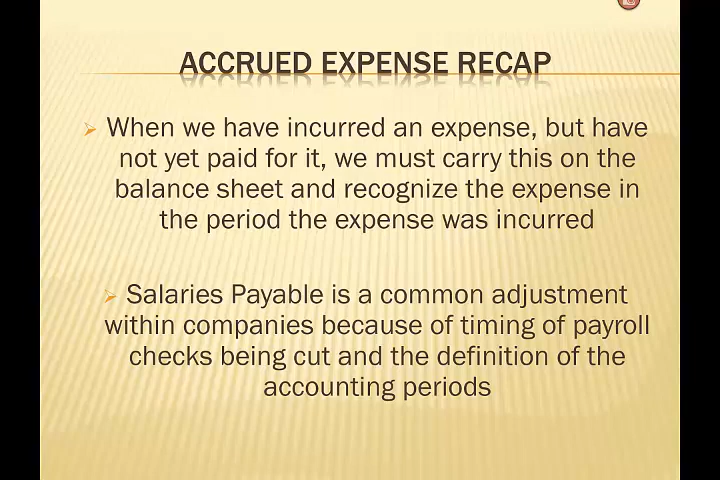 ACCRUED EXPENSE RECAP
When we have incurred an expense, but have
not yet paid for it, we must carry this on the
balance sheet and recognize the expense in
the period the expense was incurred
Salaries Payable is a common adjustment
within companies because of timing of payroll
checks being cut and the definition of the
accounting periods